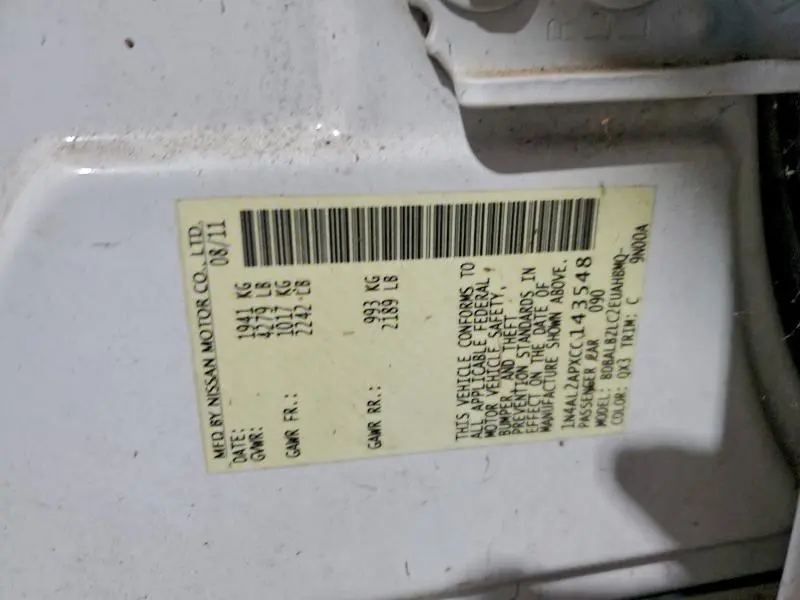 MFD BY NISSAN MOTOR CO., LTD.
DATE: 08/11
GVWR: 1941 KG
4279 LB
GAWR FR.: 1017 KG
2242 LB
GAWR RR.: 993 KG
2189 LB
THIS VEHICLE CONFORMS TO
ALL APPLICABLE FEDERAL
MOTOR VEHICLE SAFETY,
BUMPER, AND THEFT
PREVENTION STANDARDS IN
EFFECT ON THE DATE OF
MANUFACTURE SHOWN ABOVE.
1N4AL2APXCC143548
PASSENGER CAR 090
MODEL: BDBALBZLC2EUAHBMQ-
COLOR: QX3 TRIM: C 9N00A